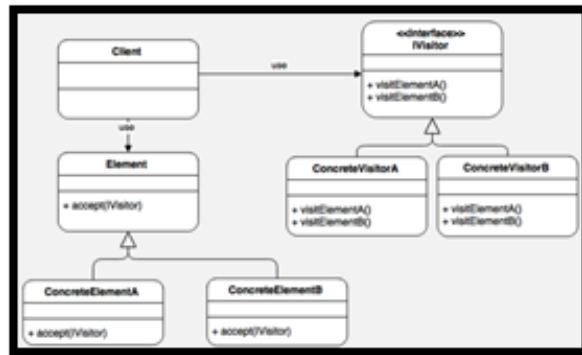 Client
<<Interface>>
IVisitor
+ visitElementA()
+ visitElementB()
use
use
Element
+ accept(IVisitor)
ConcreteVisitorA
+ visitElementA()
+ visitElementB()
ConcreteVisitorB
+ visitElementA()
+ visitElementB()
ConcreteElementA
+ accept(IVisitor)
ConcreteElementB
+ accept(IVisitor)